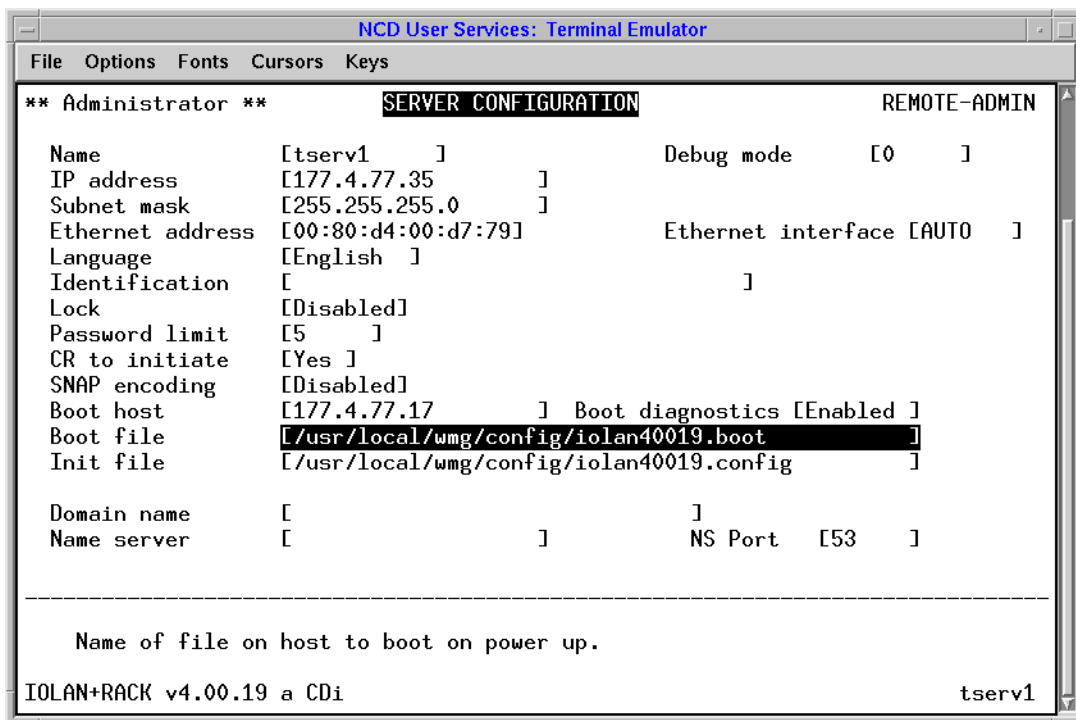 NCD User Services: Terminal Emulator
File Options Fonts Cursors Keys
** Administrator ** SERVER CONFIGURATION REMOTE-ADMIN
Name [tserv1 ] Debug mode [0 ]
IP address [177.4.77.35 ]
Subnet mask [255.255.255.0 ]
Ethernet address [00:80:d4:00:d7:79] Ethernet interface [AUTO ]
Language [English ]
Identification [ ]
Lock [Disabled]
Password limit [5 ]
CR to initiate [Yes ]
SNAP encoding [Disabled]
Boot host [177.4.77.17 ] Boot diagnostics [Enabled ]
Boot file [/usr/local/wmg/config/iolan40019.boot ]
Init file [/usr/local/wmg/config/iolan40019.config ]
Domain name [ ]
Name server [ ] NS Port [53 ]
Name of file on host to boot on power up.
IOLAN+RACK v4.00.19 a CDi tserv1